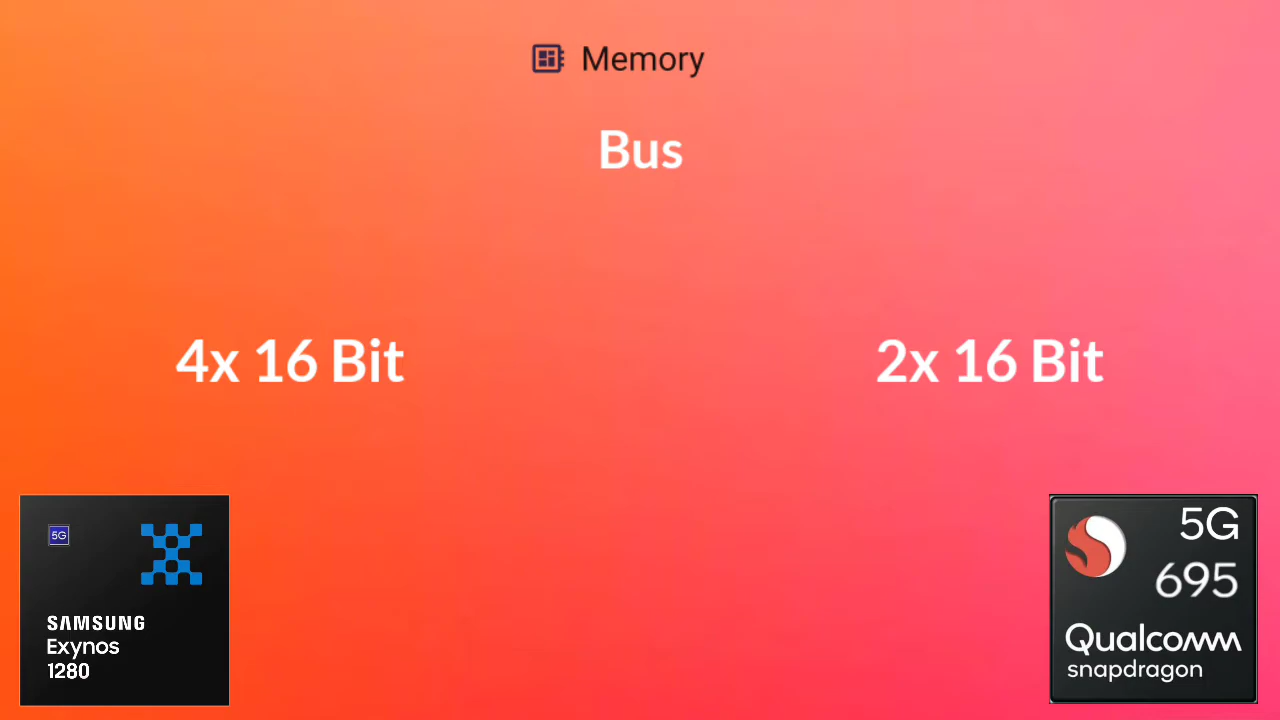 Memory
Bus
4x 16 Bit
2x 16 Bit
5G
SAMSUNG
Exynos
1280
5G
695
Qualcomm
snapdragon